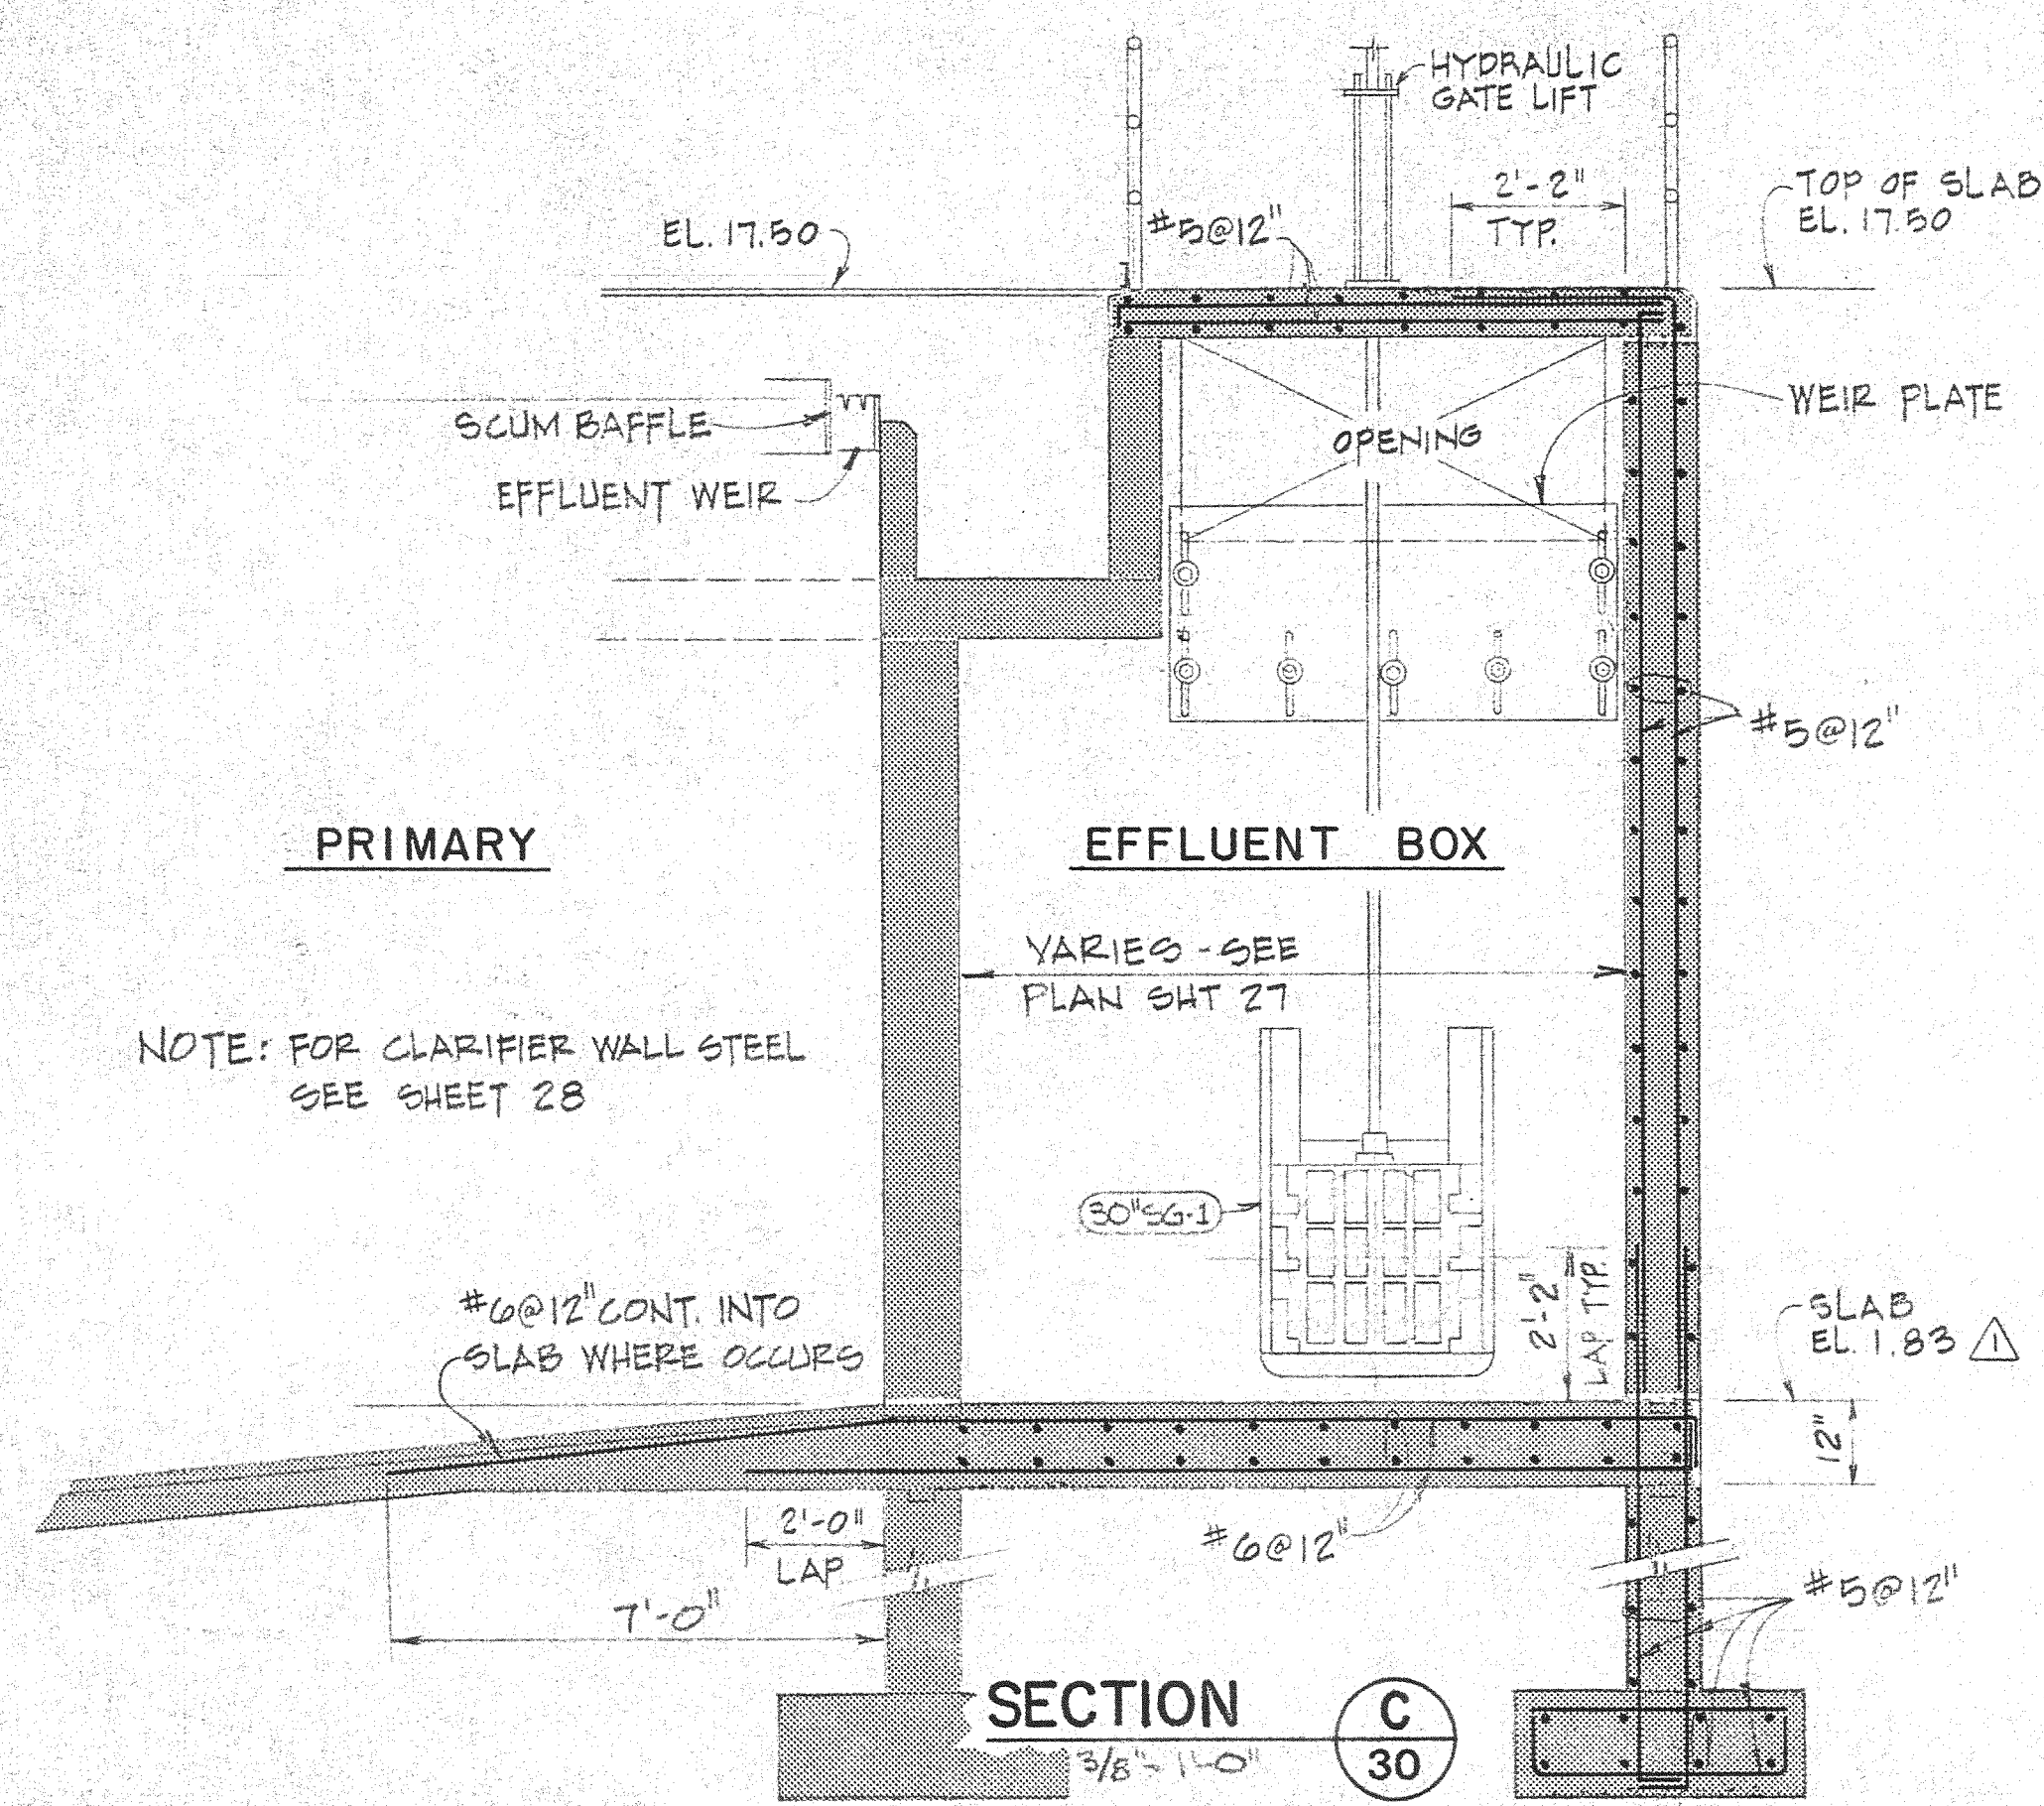 HYDRAULIC
GATE LIFT
2'-2"
TYP.
TOP OF SLAB
EL. 17.50
EL. 17.50
#5@12"
SCUM BAFFLE
EFFLUENT WEIR
OPENING
WEIR PLATE
#5@12"
PRIMARY
EFFLUENT BOX
VARIES - SEE
PLAN SHT 27
NOTE: FOR CLARIFIER WALL STEEL
SEE SHEET 28
30"SG-1
2'-2"
LAP TYP.
#6@12" CONT. INTO
SLAB WHERE OCCURS
SLAB
EL. 1.83 1
12"
2'-0"
LAP
7'-0"
#6@12"
#5@12"
SECTION
C
30
3/8"- 1'-0"